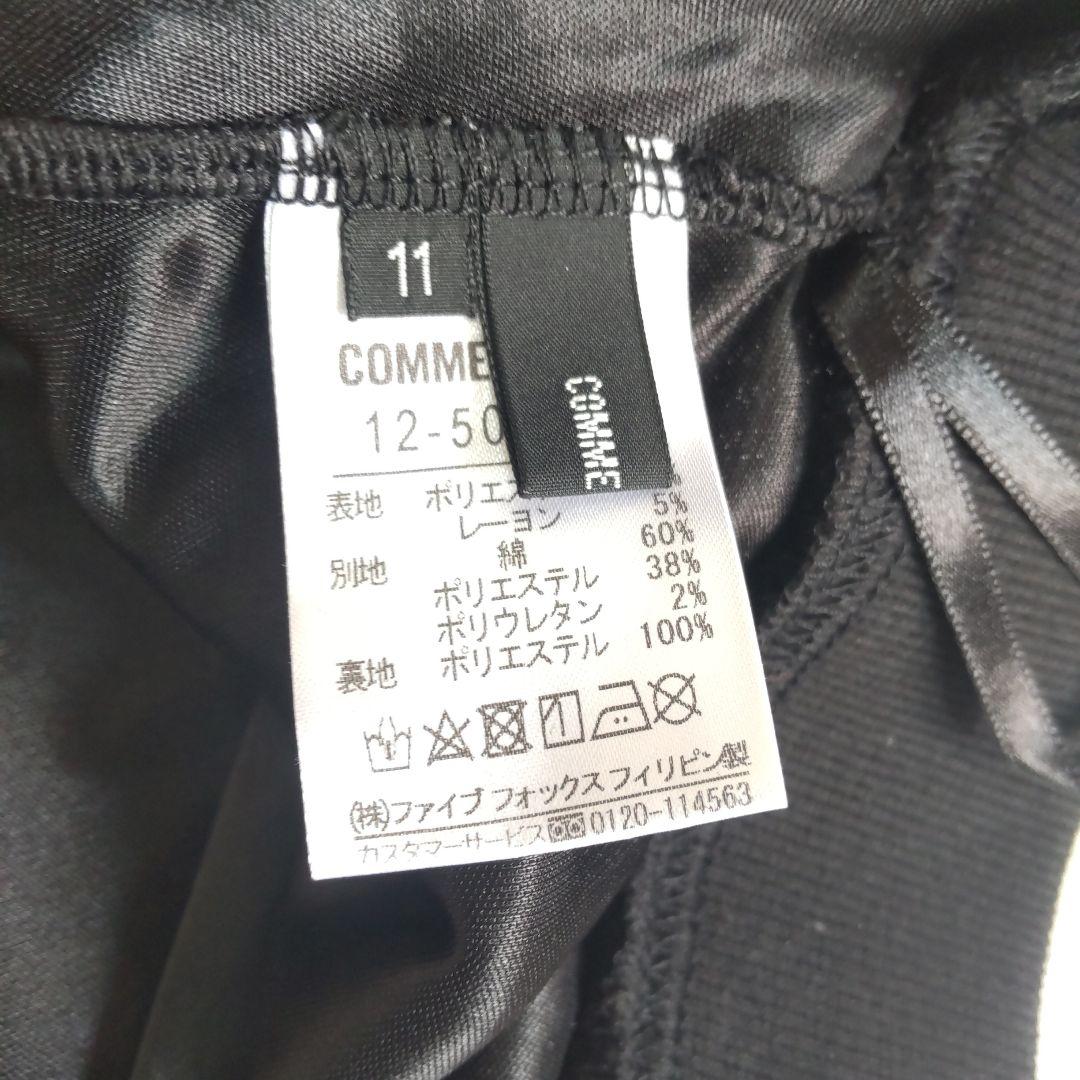 11
COMME
COMME
12-50
表地 ポリエス
レーヨン 5%
別地 綿 60%
ポリエステル 38%
ポリウレタン 2%
裏地 ポリエステル 100%
(株)ファイブフォックス フィリピン製
カスタマーサービス 0120-114563